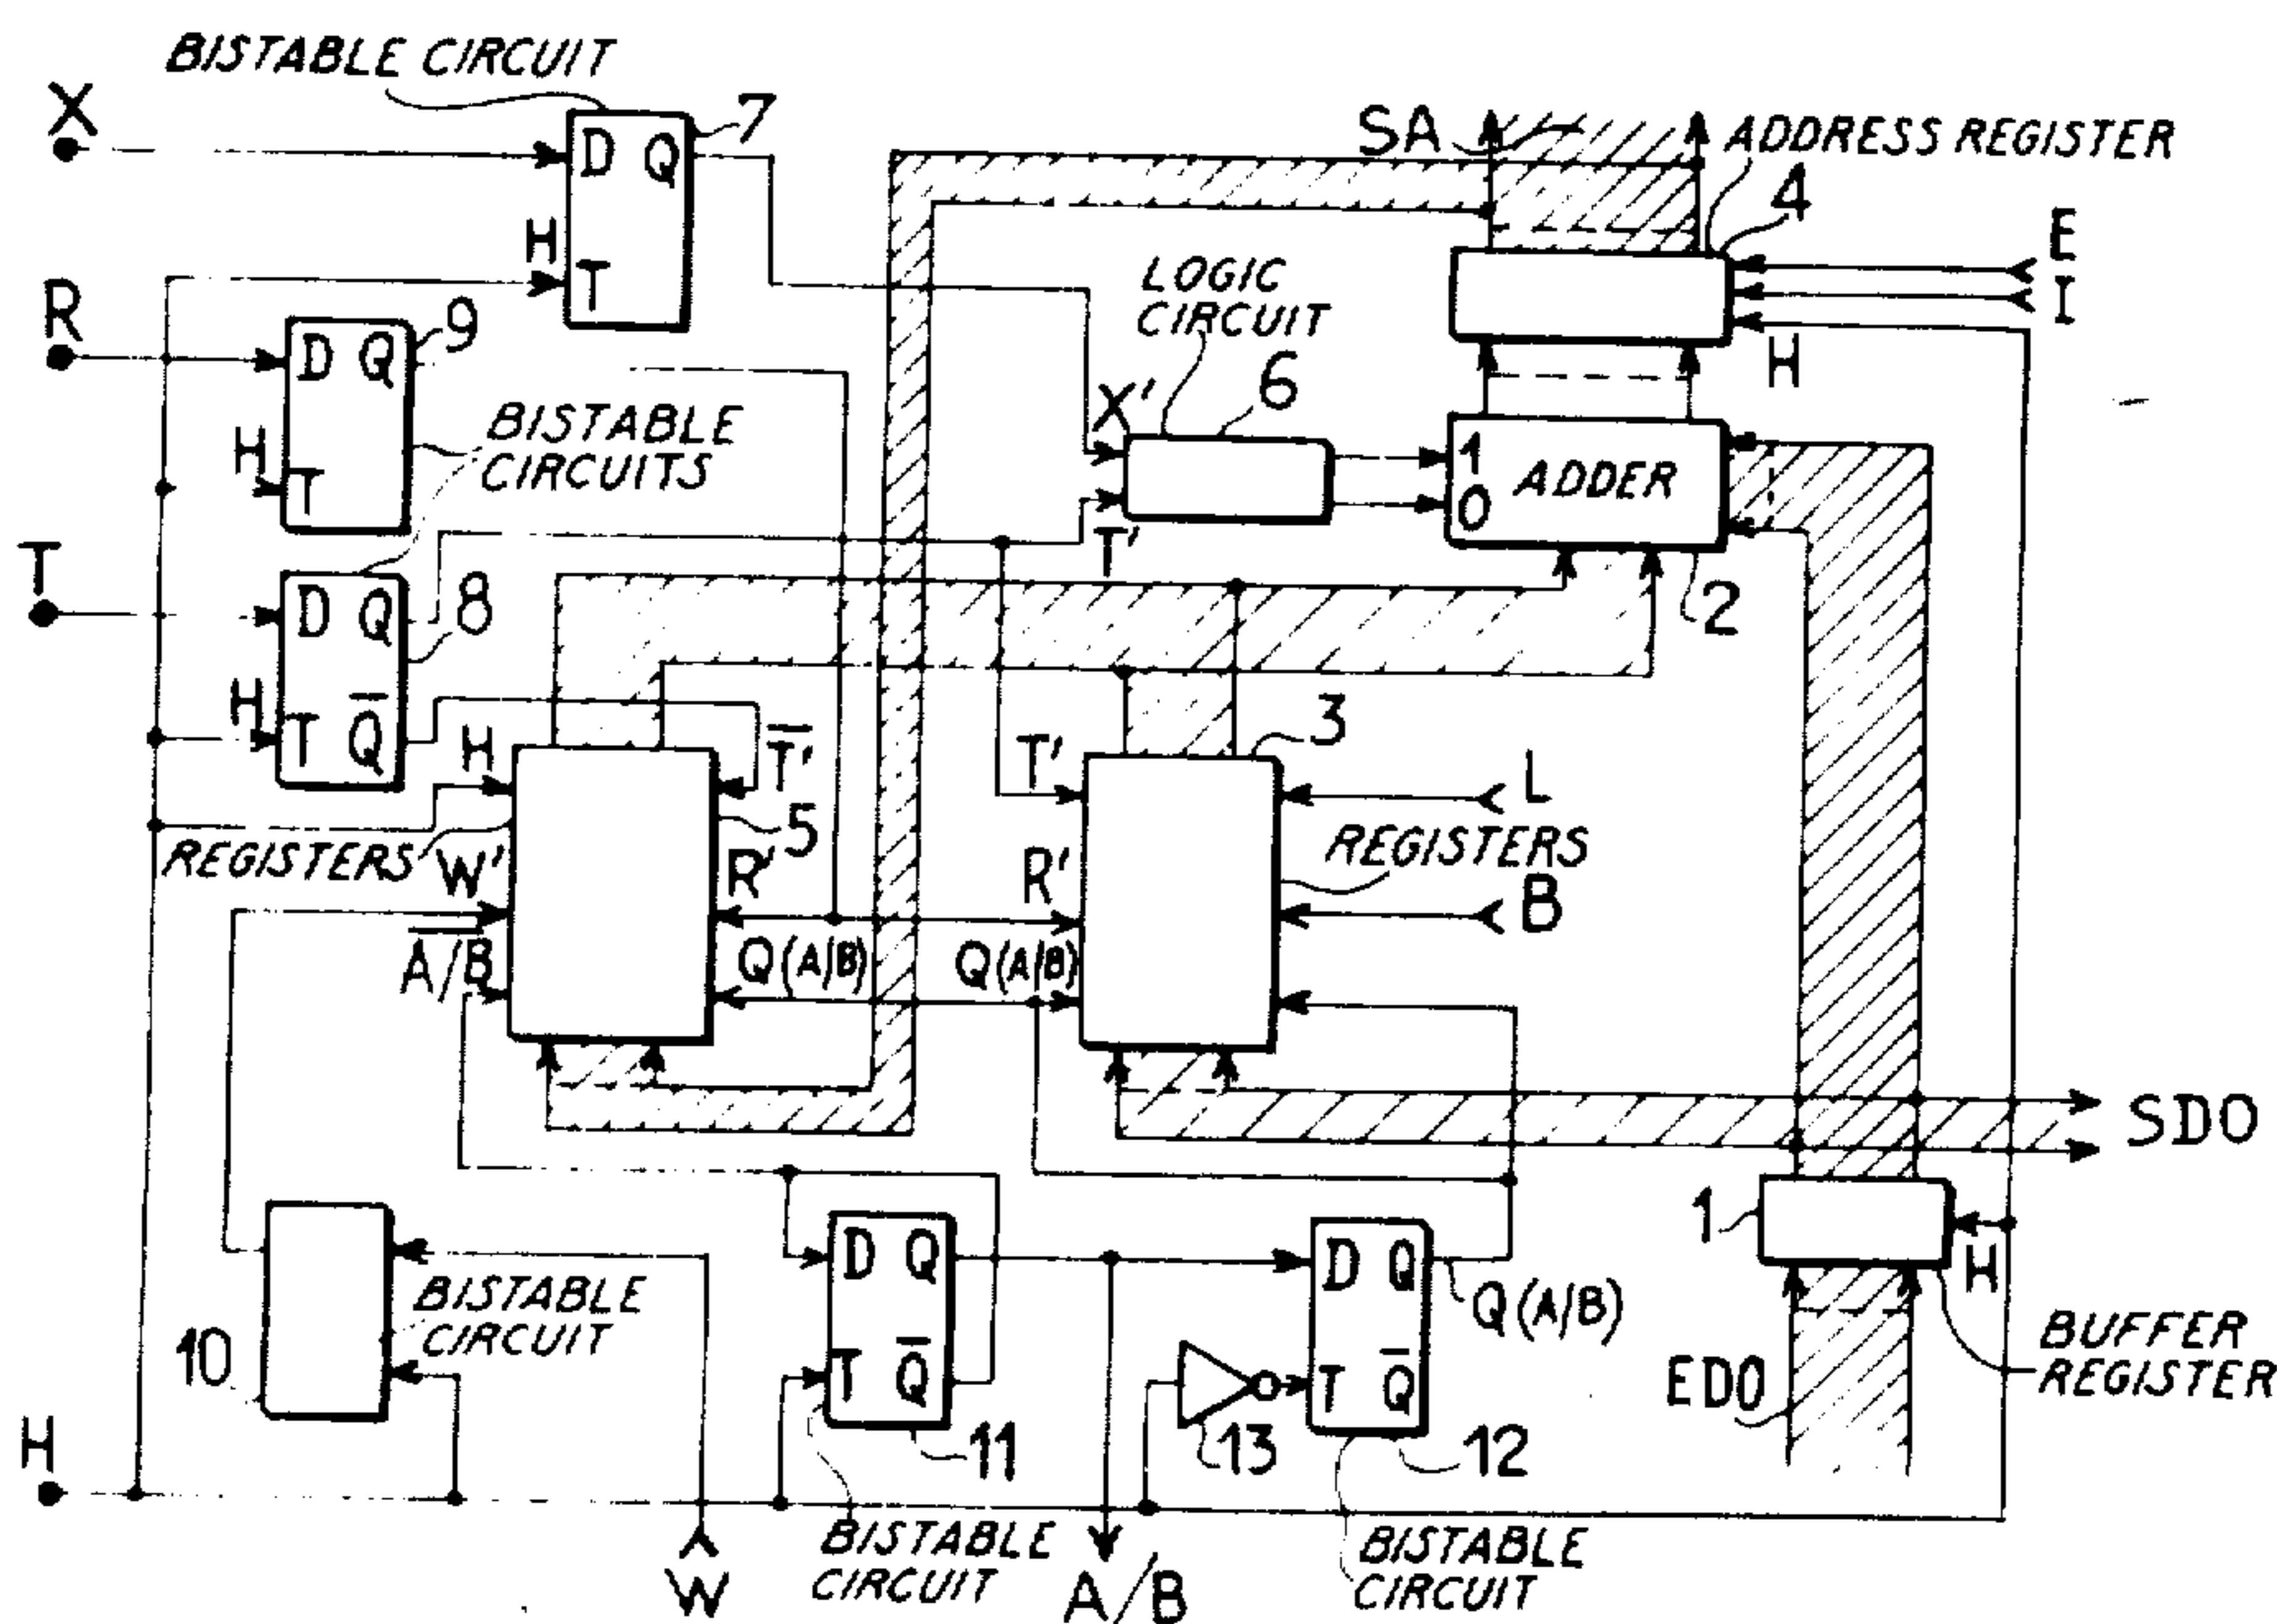 BISTABLE CIRCUIT
X
D Q
7
H
T
SA
ADDRESS REGISTER
4
E
I
H
R
9
D Q
H
T
BISTABLE
CIRCUITS
LOGIC
CIRCUIT
6
X'
T'
1
0
ADDER
2
T
8
D Q
H
T Q̅
H
T̅'
5
REGISTERS
W'
R'
A̅/̅B̅
Q(A/B)
3
T'
L
REGISTERS
R'
B
Q(A/B)
SDO
1
H
BUFFER
REGISTER
EDO
10
BISTABLE
CIRCUIT
D Q
T Q̅
11
D Q
T Q̅
12
13
Q(A/B)
H
W
BISTABLE
CIRCUIT
A/B
BISTABLE
CIRCUIT